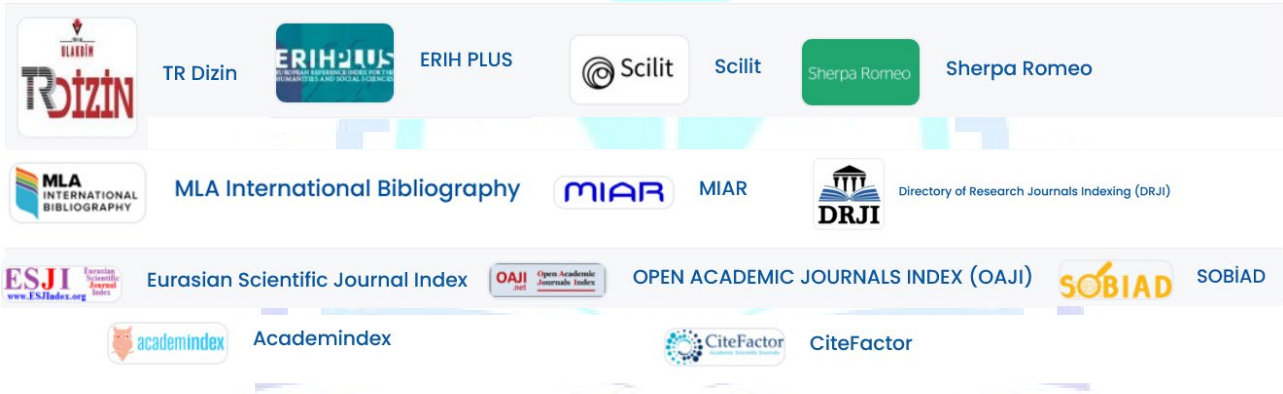 ULAKBİM
TRDİZİN
TR Dizin
ERIHPLUS
EUROPEAN REFERENCE INDEX FOR THE
HUMANITIES AND SOCIAL SCIENCES
ERIH PLUS
Scilit
Scilit
Sherpa Romeo
Sherpa Romeo
MLA
INTERNATIONAL
BIBLIOGRAPHY
MLA International Bibliography
MIAR
MIAR
DRJI
Directory of Research Journals Indexing (DRJI)
ESJI
Eurasian
Scientific
Journal
Index
www.ESJIndex.org
Eurasian Scientific Journal Index
OAJI
.net
Open Academic
Journals Index
OPEN ACADEMIC JOURNALS INDEX (OAJI)
SOBIAD
SOBİAD
academindex
Academindex
CiteFactor
Academic Scientific Journals
CiteFactor